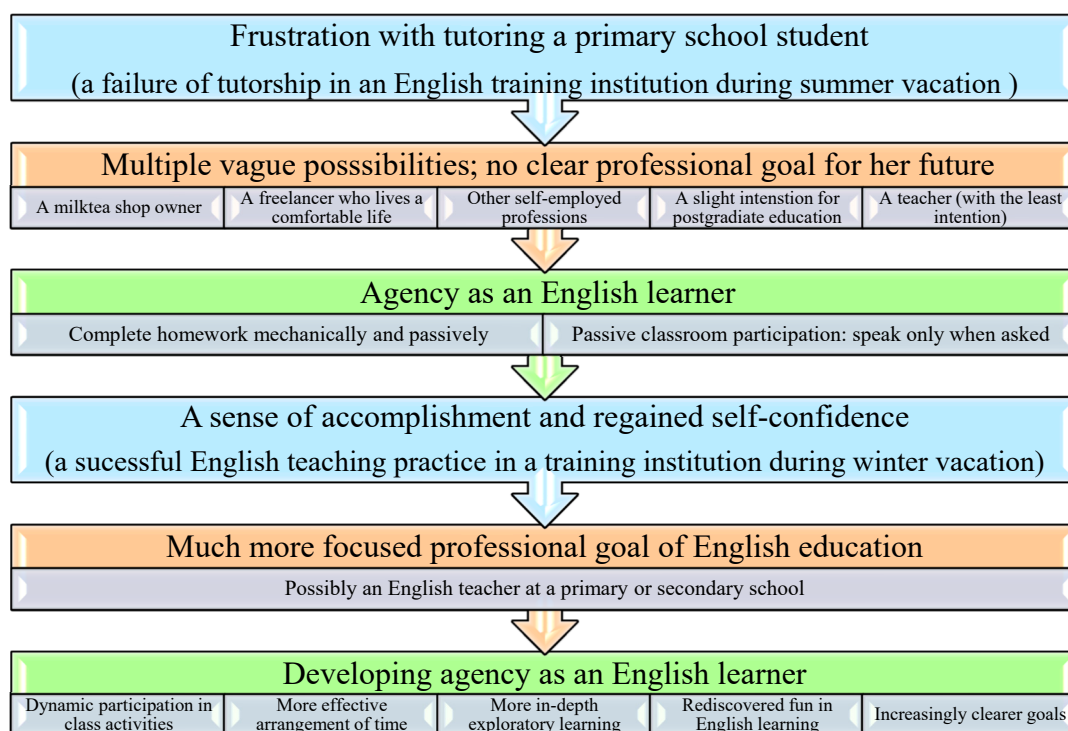 Frustration with tutoring a primary school student
(a failure of tutorship in an English training institution during summer vacation )
Multiple vague posssibilities; no clear professional goal for her future
A milktea shop owner
A freelancer who lives a
comfortable life
Other self-employed
professions
A slight intenstion for
postgradiate education
A teacher (with the least
intention)
Agency as an English learner
Complete homework mechanically and passively
Passive classroom participation: speak only when asked
A sense of accomplishment and regained self-confidence
(a sucessful English teaching practice in a training institution during winter vacation)
Much more focused professional goal of English education
Possibly an English teacher at a primary or secondary school
Developing agency as an English learner
Dynamic participation in
class activities
More effective
arrangement of time
More in-depth
exploratory learning
Rediscovered fun in
English learning
Increasingly clearer goals